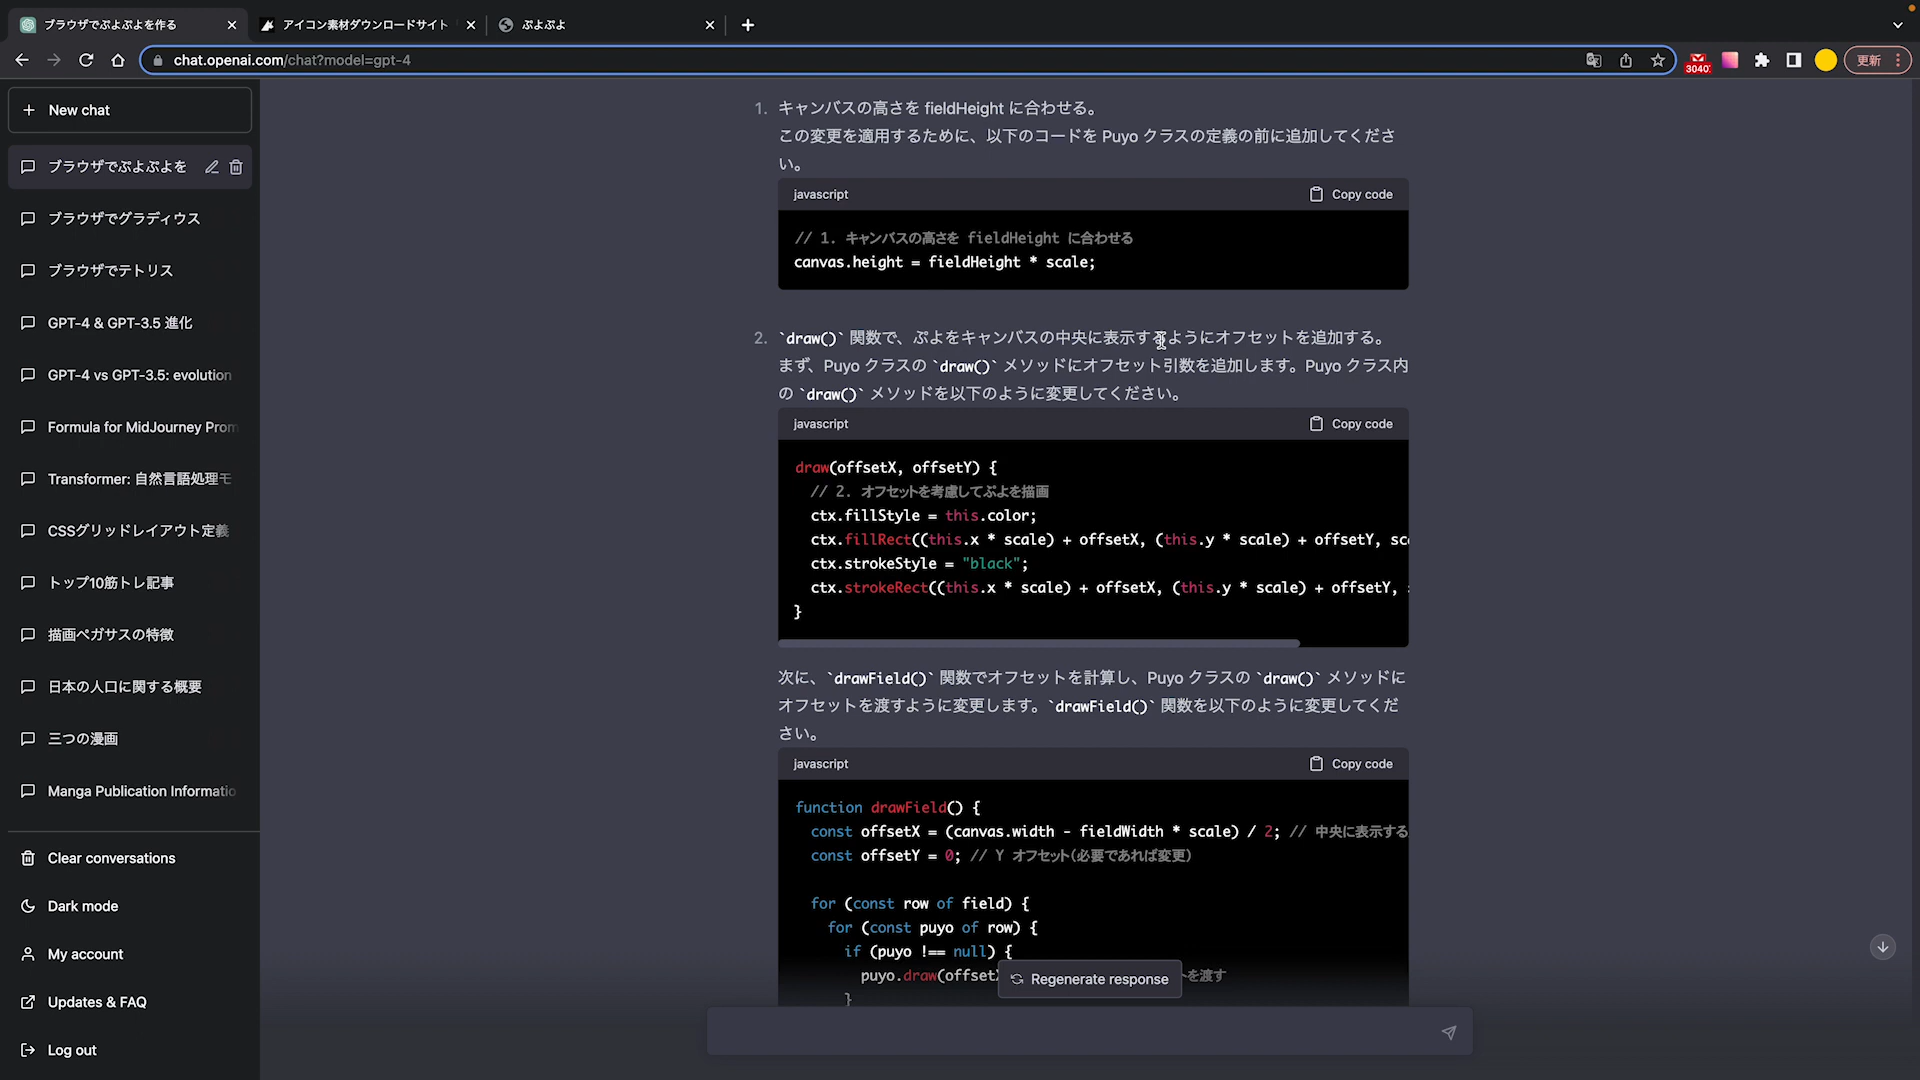 ブラウザでぷよぷよを作る
アイコン素材ダウンロードサイト
ぷよぷよ
chat.openai.com/chat?model=gpt-4
3040
更新
New chat
ブラウザでぷよぷよを
ブラウザでグラディウス
ブラウザでテトリス
GPT-4 & GPT-3.5 進化
GPT-4 vs GPT-3.5: evolution
Formula for MidJourney Prom
Transformer: 自然言語処理モ
CSSグリッドレイアウト定義
トップ10筋トレ記事
描画ペガサスの特徴
日本の人口に関する概要
三つの漫画
Manga Publication Informatio
Clear conversations
Dark mode
My account
Updates & FAQ
Log out
1. キャンバスの高さを fieldHeight に合わせる。
この変更を適用するために、以下のコードを Puyo クラスの定義の前に追加してくださ
い。
javascript
Copy code
// 1. キャンバスの高さを fieldHeight に合わせる
canvas.height = fieldHeight * scale;
2. `draw()` 関数で、ぷよをキャンバスの中央に表示するようにオフセットを追加する。
まず、Puyo クラスの `draw()` メソッドにオフセット引数を追加します。Puyo クラス内
の `draw()` メソッドを以下のように変更してください。
javascript
Copy code
draw(offsetX, offsetY) {
// 2. オフセットを考慮してぷよを描画
ctx.fillStyle = this.color;
ctx.fillRect((this.x * scale) + offsetX, (this.y * scale) + offsetY, sc
ctx.strokeStyle = "black";
ctx.strokeRect((this.x * scale) + offsetX, (this.y * scale) + offsetY,
}
次に、`drawField()` 関数でオフセットを計算し、Puyo クラスの `draw()` メソッドに
オフセットを渡すように変更します。`drawField()` 関数を以下のように変更してくだ
さい。
javascript
Copy code
function drawField() {
const offsetX = (canvas.width - fieldWidth * scale) / 2; // 中央に表示する
const offsetY = 0; // Y オフセット(必要であれば変更)
for (const row of field) {
for (const puyo of row) {
if (puyo !== null) {
puyo.draw(offset
を渡す
}
Regenerate response